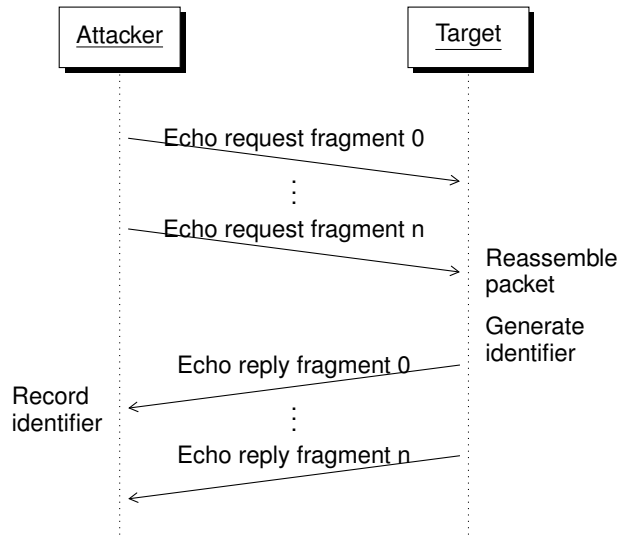 Attacker
Target
Echo request fragment 0
⋮
Echo request fragment n
Reassemble
packet
Generate
identifier
Echo reply fragment 0
Record
identifier
⋮
Echo reply fragment n